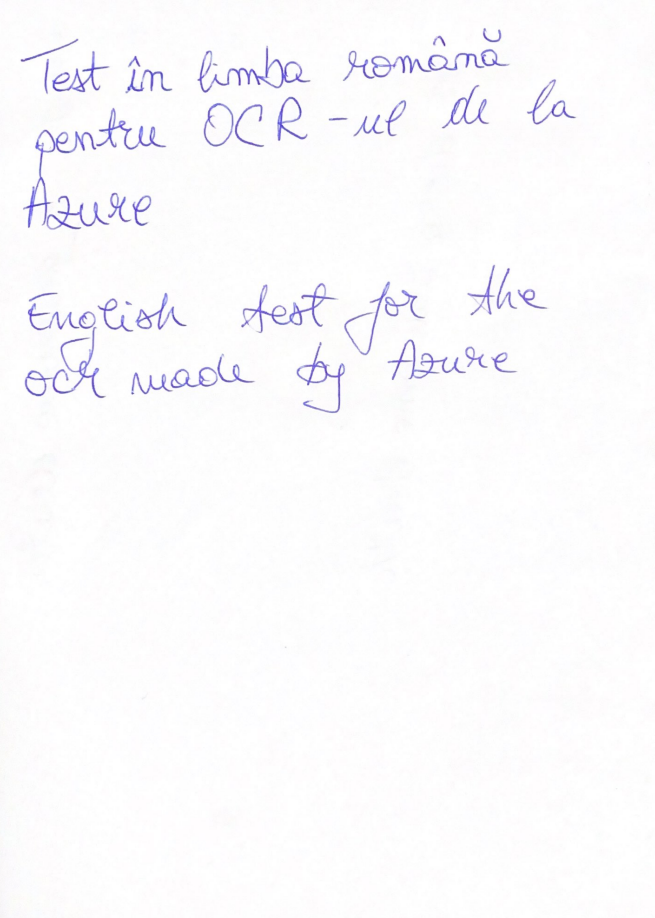 Test în limba română
pentru OCR-ul de la
Azure
English test for the
ocr made by Azure